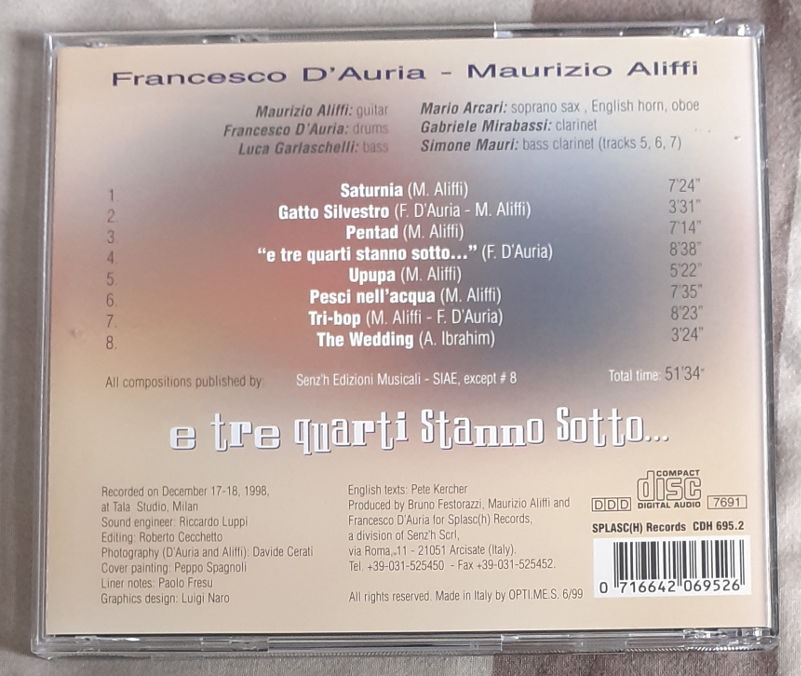 Francesco D'Auria - Maurizio Aliffi
Maurizio Aliffi: guitar
Francesco D'Auria: drums
Luca Garlaschelli: bass
Mario Arcari: soprano sax , English horn, oboe
Gabriele Mirabassi: clarinet
Simone Mauri: bass clarinet (tracks 5, 6, 7)
1. Saturnia (M. Aliffi) 7'24"
2. Gatto Silvestro (F. D'Auria - M. Aliffi) 3'31"
3. Pentad (M. Aliffi) 7'14"
4. "e tre quarti stanno sotto..." (F. D'Auria) 8'38"
5. Upupa (M. Aliffi) 5'22"
6. Pesci nell'acqua (M. Aliffi) 7'35"
7. Tri-bop (M. Aliffi - F. D'Auria) 8'23"
8. The Wedding (A. Ibrahim) 3'24"
All compositions published by: Senz'h Edizioni Musicali - SIAE, except # 8 Total time: 51'34"
e tre quarti Stanno Sotto...
Recorded on December 17-18, 1998,
at Tala Studio, Milan
Sound engineer: Riccardo Luppi
Editing: Roberto Cecchetto
Photography (D'Auria and Aliffi): Davide Cerati
Cover painting: Peppo Spagnoli
Liner notes: Paolo Fresu
Graphics design: Luigi Naro
English texts: Pete Kercher
Produced by Bruno Festorazzi, Maurizio Aliffi and
Francesco D'Auria for Splasc(h) Records,
a division of Senz'h Scrl,
via Roma, 11 - 21051 Arcisate (Italy).
Tel. +39-031-525450 - Fax +39-031-525452.
All rights reserved. Made in Italy by OPTI.ME.S. 6/99
COMPACT
disc
DDD DIGITAL AUDIO 7691
SPLASC(H) Records CDH 695.2
0 716642 069526